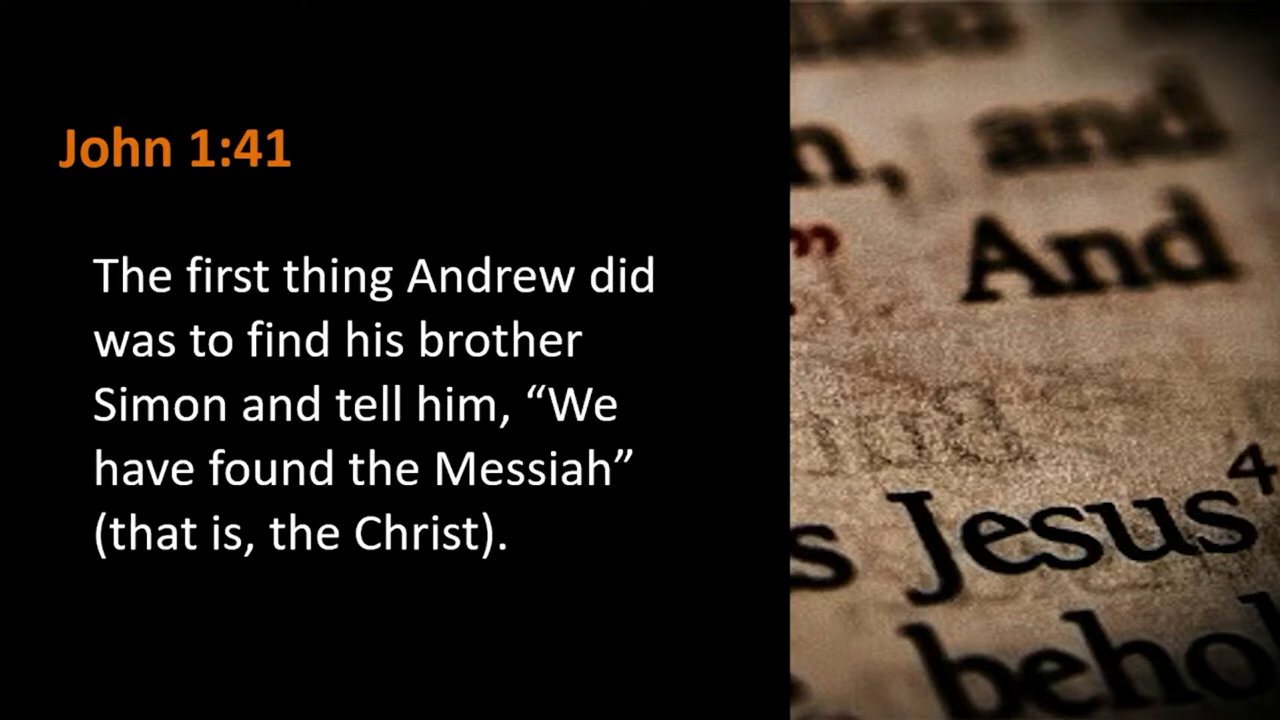 John 1:41
The first thing Andrew did
was to find his brother
Simon and tell him, “We
have found the Messiah”
(that is, the Christ).
n, and
And
s Jesus4
beho